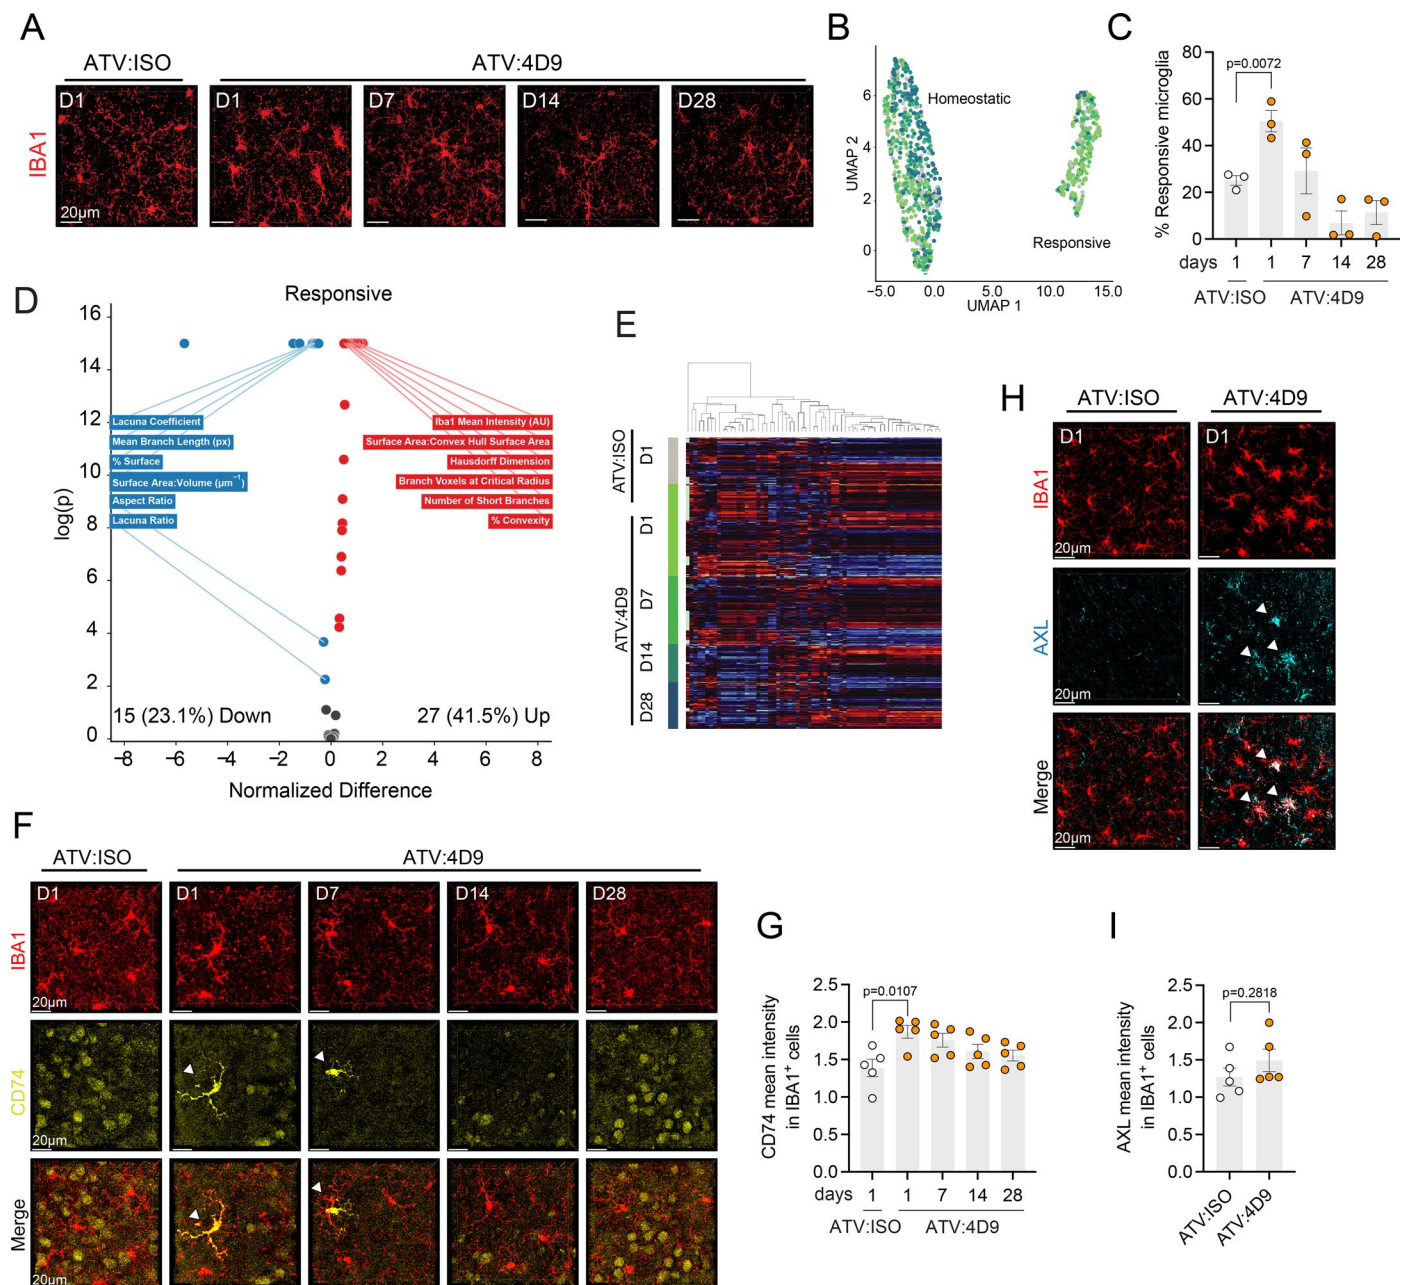 A
ATV:ISO
ATV:4D9
D1
D1
D7
D14
D28
IBA1
20µm
B
UMAP 2
6
4
2
0
Homeostatic
Responsive
−5.0
0.0
5.0
10.0
15.0
UMAP 1
C
% Responsive microglia
80
60
40
20
0
p=0.0072
days
1
1
7
14
28
ATV:ISO
ATV:4D9
D
Responsive
log(p)
16
14
12
10
8
6
4
2
0
Lacuna Coefficient
Mean Branch Length (px)
% Surface
Surface Area:Volume (µm⁻¹)
Aspect Ratio
Lacuna Ratio
Iba1 Mean Intensity (AU)
Surface Area:Convex Hull Surface Area
Hausdorff Dimension
Branch Voxels at Critical Radius
Number of Short Branches
% Convexity
15 (23.1%) Down
27 (41.5%) Up
−8
−6
−4
−2
0
2
4
6
8
Normalized Difference
E
ATV:ISO
D1
ATV:4D9
D1
D7
D14
D28
H
ATV:ISO
ATV:4D9
IBA1
D1
D1
20µm
AXL
20µm
Merge
20µm
F
ATV:ISO
ATV:4D9
IBA1
D1
D1
D7
D14
D28
20µm
CD74
20µm
Merge
20µm
G
CD74 mean intensity
in IBA1⁺ cells
2.5
2.0
1.5
1.0
0.5
0.0
p=0.0107
days
1
1
7
14
28
ATV:ISO
ATV:4D9
I
AXL mean intensity
in IBA1⁺ cells
2.5
2.0
1.5
1.0
0.5
0.0
p=0.2818
ATV:ISO
ATV:4D9